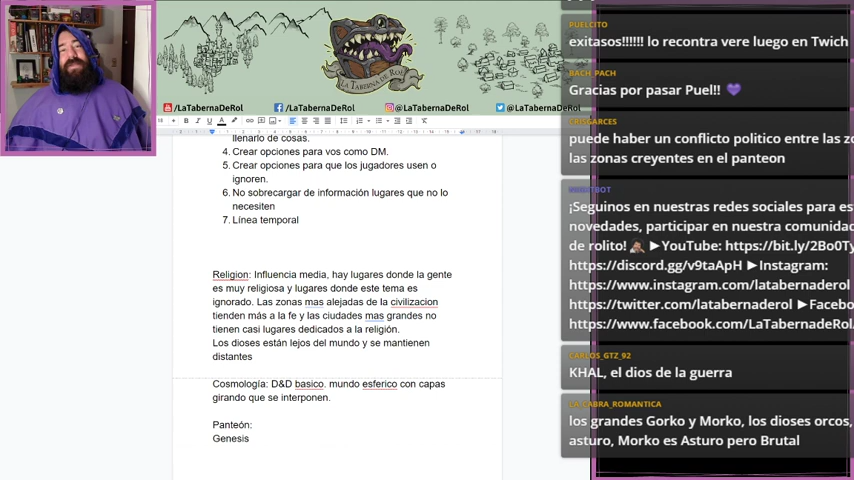 LA TABERNA DE ROL
/LaTabernaDeRol
/LaTabernaDeRol
@LaTabernaDeRol
@LaTabernaDeRol
llenarlo de cosas.
4. Crear opciones para vos como DM.
5. Crear opciones para que los jugadores usen o
ignoren.
6. No sobrecargar de información lugares que no lo
necesiten
7. Línea temporal
Religion: Influencia media, hay lugares donde la gente
es muy religiosa y lugares donde este tema es
ignorado. Las zonas mas alejadas de la civilizacion
tienden más a la fe y las ciudades mas grandes no
tienen casi lugares dedicados a la religión.
Los dioses están lejos del mundo y se mantienen
distantes
Cosmología: D&D basico. mundo esferico con capas
girando que se interponen.
Panteón:
Genesis
PUELCITO
exitasos!!!!!! lo recontra vere luego en Twich
BACH_PACH
Gracias por pasar Puel!! 💜
CRISGARCES
puede haber un conflicto politico entre las zo
las zonas creyentes en el panteon
NIGHTBOT
¡Seguinos en nuestras redes sociales para es
novedades, participar en nuestra comunida
de rolito! ►YouTube: https://bit.ly/2Bo0Ty
https://discord.gg/v9taApH ►Instagram:
https://www.instagram.com/latabernaderol
https://twitter.com/latabernaderol ►Facebo
https://www.facebook.com/LaTabernaDeRol
CARLOS_GTZ_92
KHAL, el dios de la guerra
LA_CABRA_ROMANTICA
los grandes Gorko y Morko, los dioses orcos,
asturo, Morko es Asturo pero Brutal